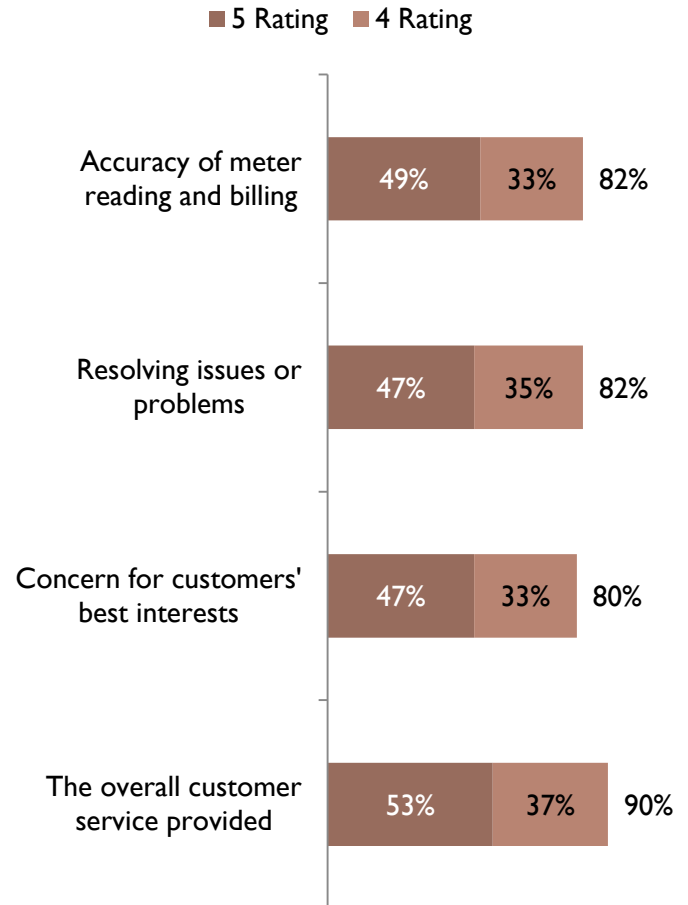 5 Rating 4 Rating
Accuracy of meter
reading and billing
49% 33% 82%
Resolving issues or
problems
47% 35% 82%
Concern for customers'
best interests
47% 33% 80%
The overall customer
service provided
53% 37% 90%